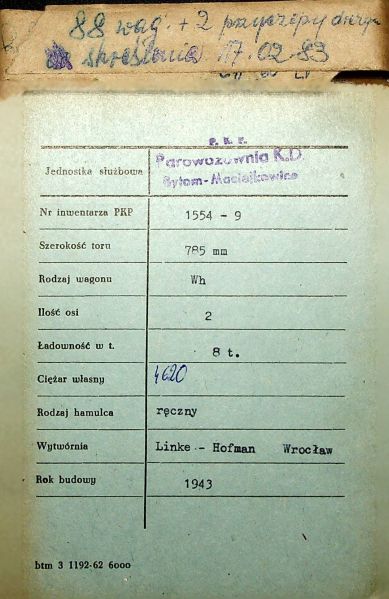 88 wag. + 2 przyczepy
skreślenia 17.02.83
P. K. P.
Parowozownia K.D.
Jednostka służbowa
Bytom-Maciejkowice
Nr inwentarza PKP 1554 - 9
Szerokość toru 785 mm
Rodzaj wagonu Wh
Ilość osi 2
Ładowność w t. 8 t.
Ciężar własny 4620
Rodzaj hamulca ręczny
Wytwórnia Linke - Hofman Wrocław
Rok budowy 1943
btm 3 1192-62 6000